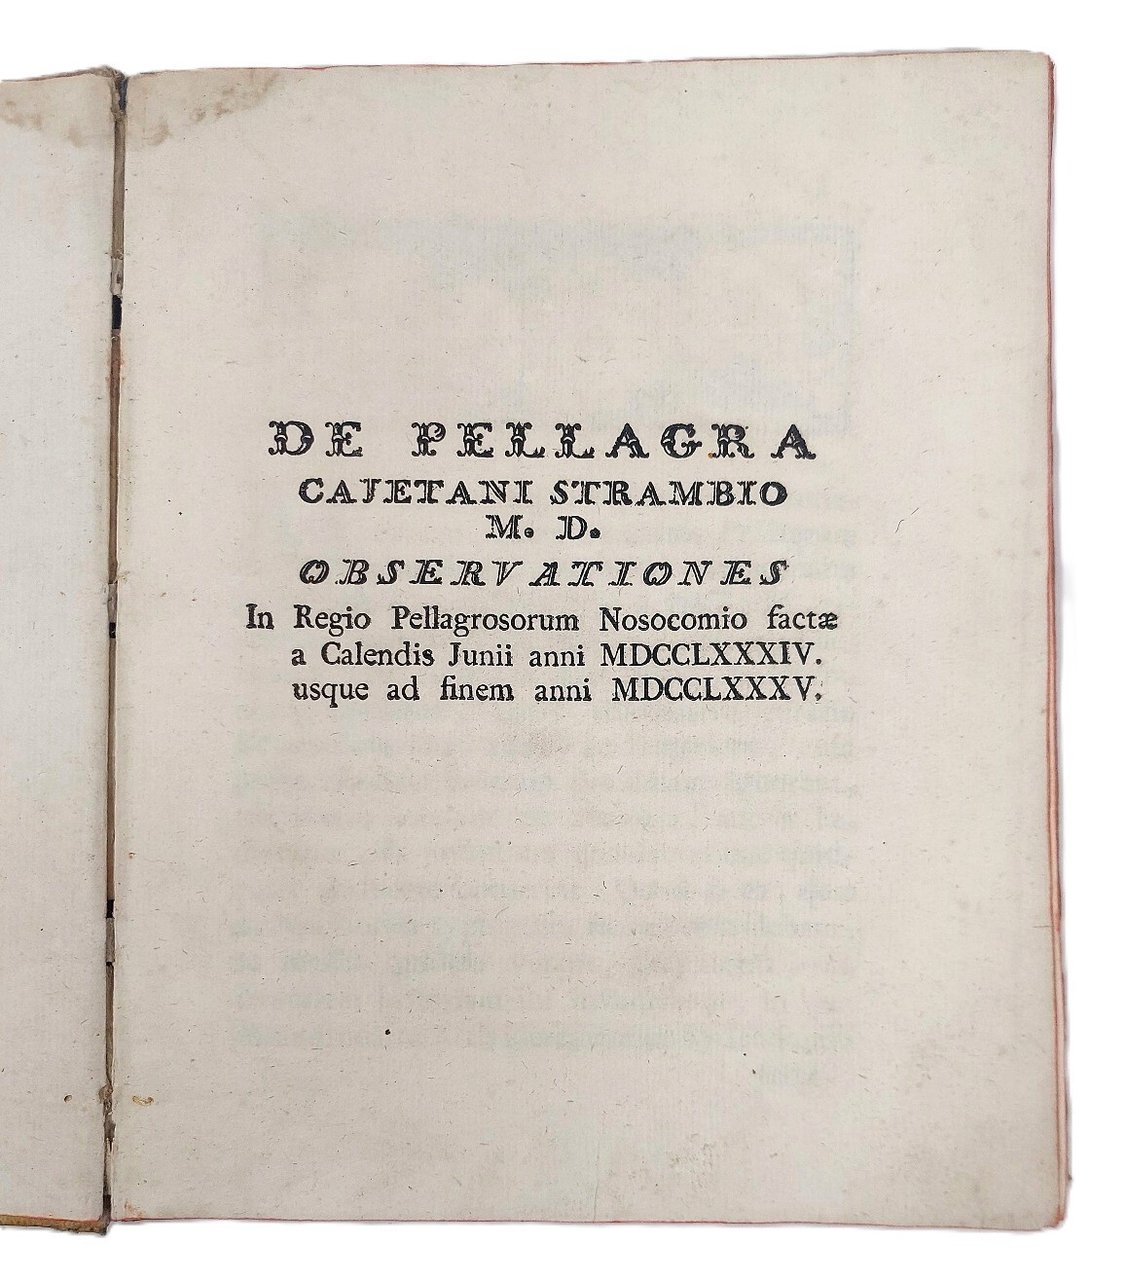 DE PELLAGRA
CAJETANI STRAMBIO
M. D.
OBSERVATIONES
In Regio Pellagrosorum Nosocomio factæ
a Calendis Junii anni MDCCLXXXIV.
usque ad finem anni MDCCLXXXV.